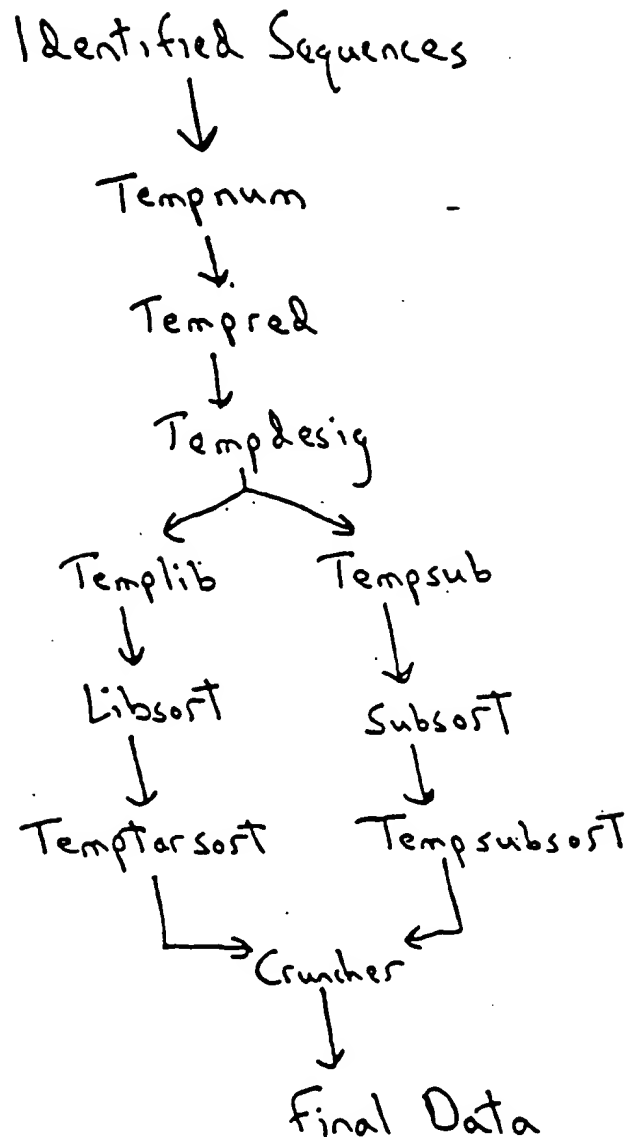 Identified Sequences
Tempnum
Tempred
Tempdesig
Templib Tempsub
Libsort Subsort
Temptarsort Tempsubsort
Cruncher
Final Data